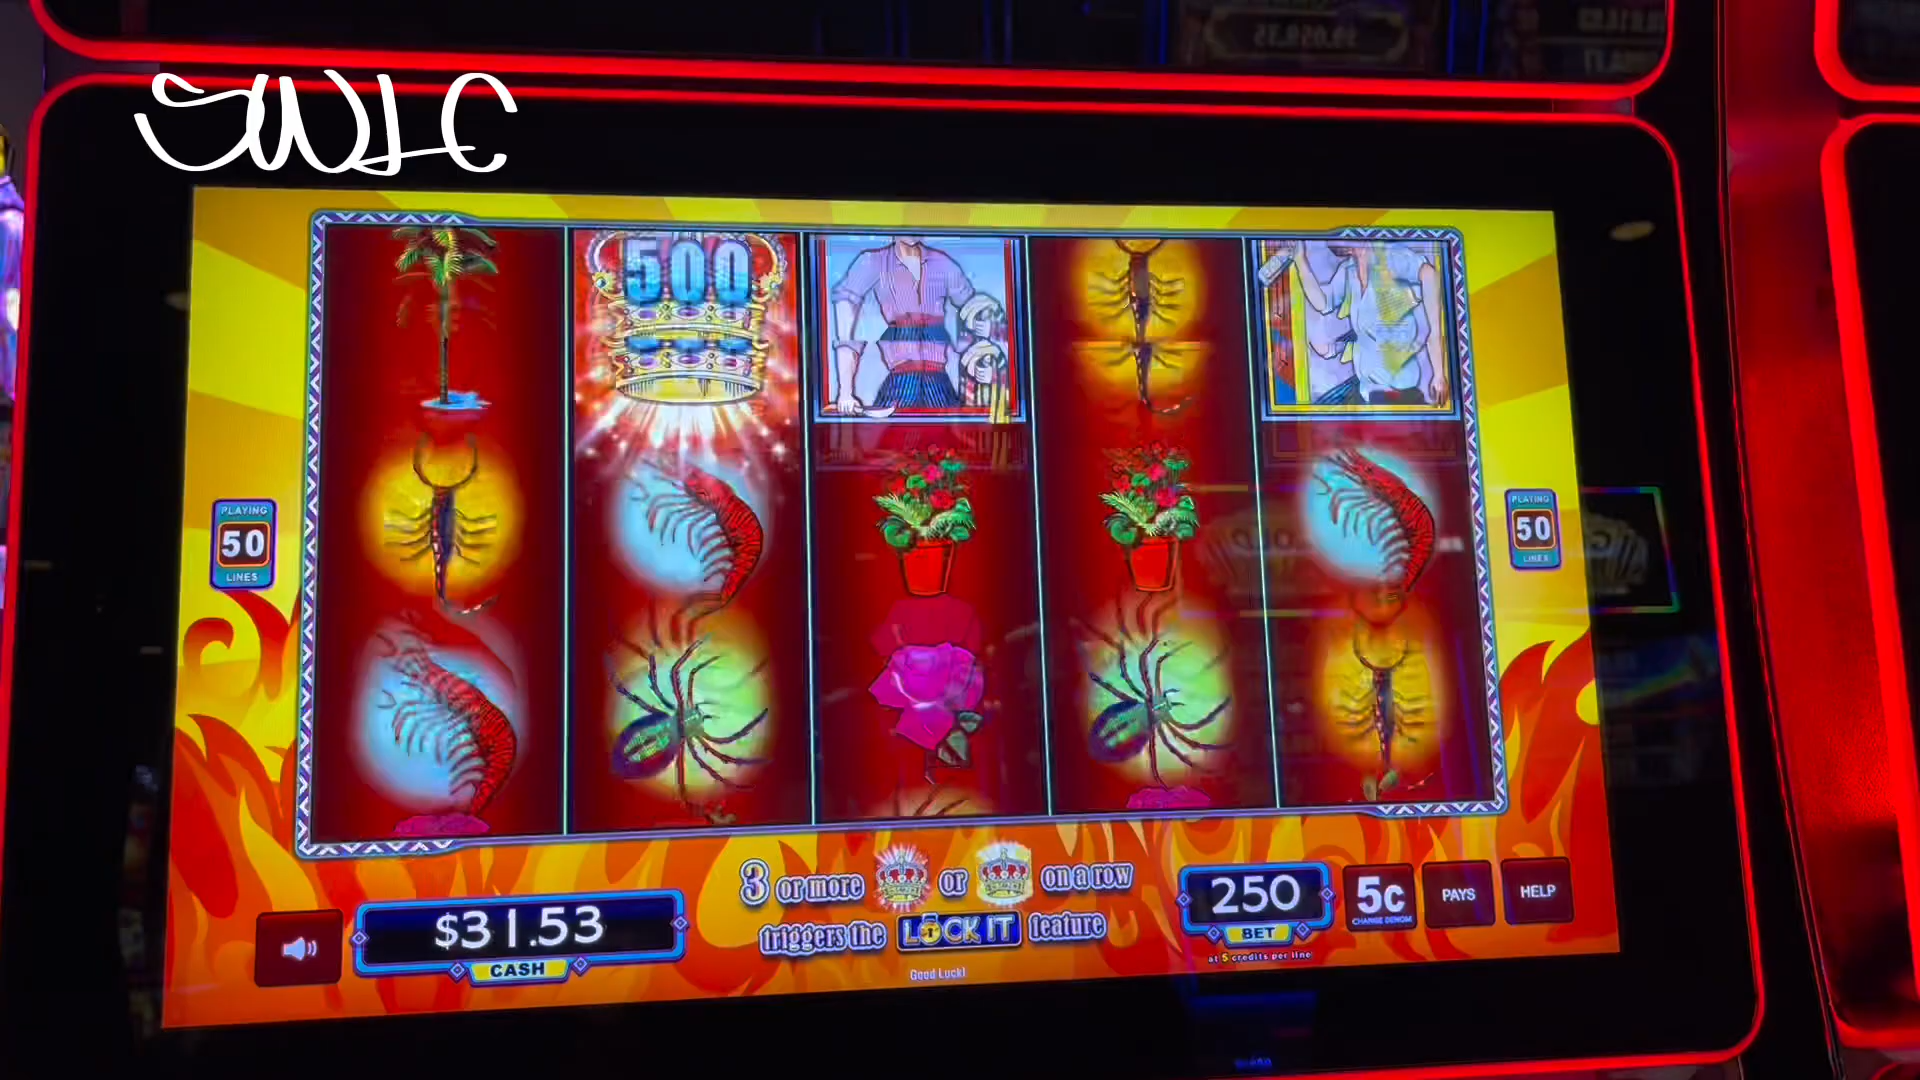 SWLC
500
PLAYING
50
LINES
PLAYING
50
LINES
3 or more or on a row
triggers the LOCK IT feature
Good Luck!
$31.53
CASH
250
BET
at 5 credits per line
5c
CHANGE DENOM
PAYS
HELP